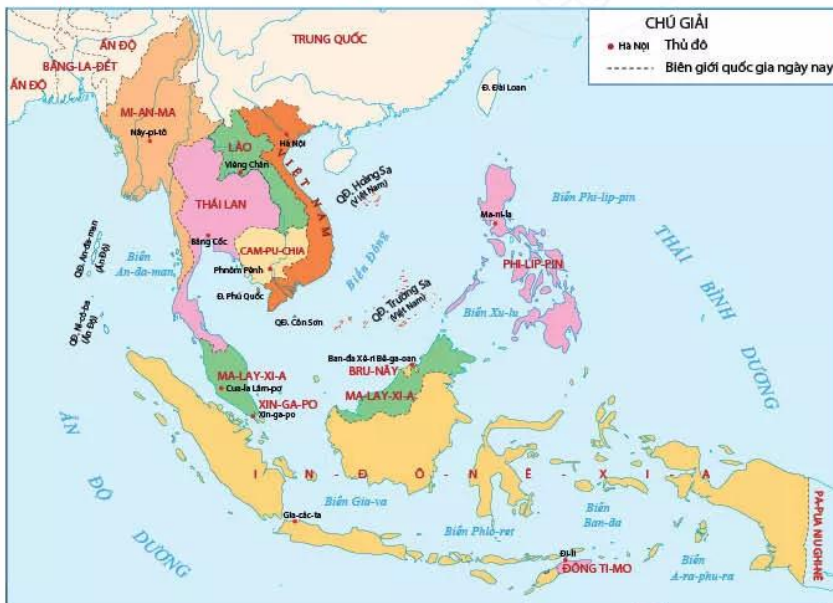 CHÚ GIẢI
Hà Nội Thủ đô
Biên giới quốc gia ngày nay
TRUNG QUỐC
ẤN ĐỘ
BĂNG-LA-ĐÉT
ẤN ĐỘ
MI-AN-MA
Nây-pi-tô
Đ. Đài Loan
Hà Nội
LÀO
Viêng Chăn
VIỆT NAM
QĐ. Hoàng Sa
(Việt Nam)
THÁI LAN
Băng Cốc
Biển Phi-lip-pin
Ma-ni-la
QĐ. An-đa-man
(Ấn Độ)
Biển
An-đa-man
CAM-PU-CHIA
Phnôm Pênh
Biển Đông
PHI-LIP-PIN
THÁI BÌNH DƯƠNG
Đ. Phú Quốc
QĐ. Trường Sa
(Việt Nam)
QĐ. Ni-cô-ba
(Ấn Độ)
QĐ. Côn Sơn
Biển Xu-lu
Ban-đa Xê-ri Bê-ga-oan
BRU-NÂY
MA-LAY-XI-A
Cua-la Lăm-pơ
MA-LAY-XI-A
XIN-GA-PO
Xin-ga-po
ẤN ĐỘ DƯƠNG
I N - Đ Ô - N Ê - X I A
Biển Gia-va
Gia-các-ta
Biển Phlo-ret
Biển
Ban-đa
PA-PUA NIU GHI-NÊ
Đi-li
ĐÔNG TI-MO
Biển
A-ra-phu-ra